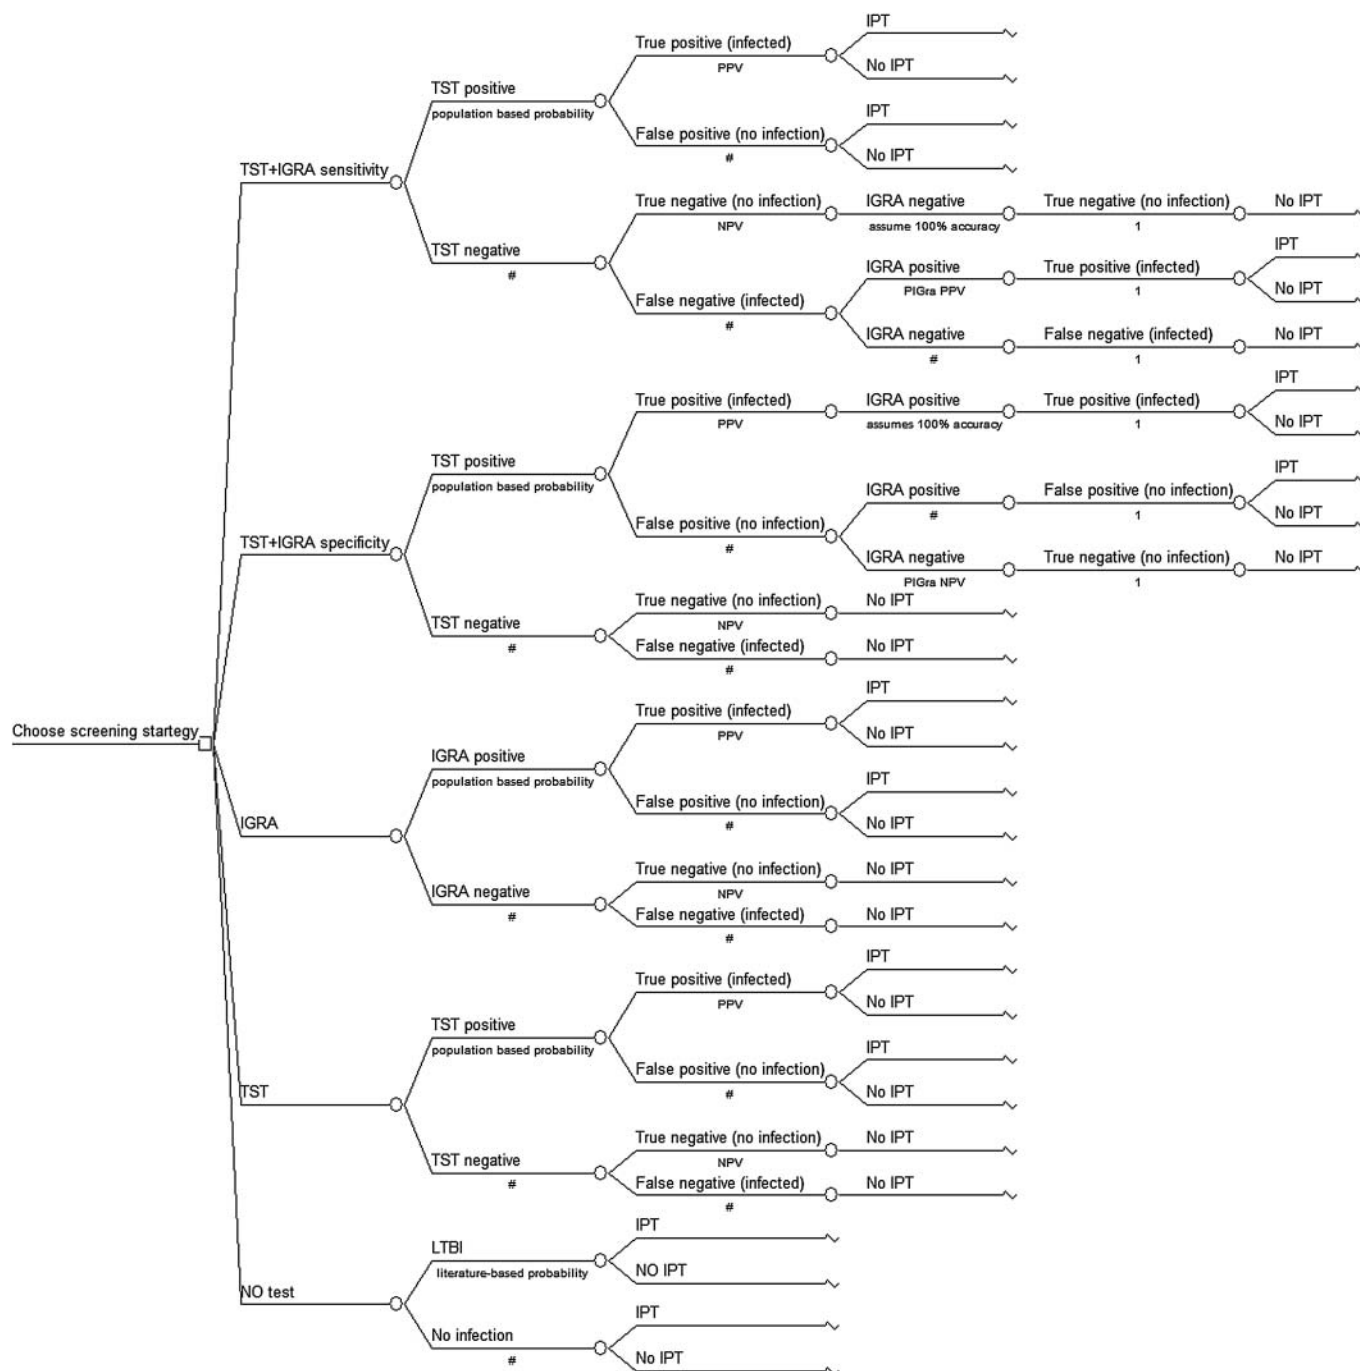 Choose screening startegy
TST+IGRA sensitivity
TST positive
population based probability
True positive (infected)
PPV
IPT
No IPT
False positive (no infection)
#
IPT
No IPT
TST negative
#
True negative (no infection)
NPV
IGRA negative
assume 100% accuracy
True negative (no infection)
1
No IPT
False negative (infected)
#
IGRA positive
PIGra PPV
True positive (infected)
1
IPT
No IPT
IGRA negative
#
False negative (infected)
1
No IPT
TST+IGRA specificity
TST positive
population based probability
True positive (infected)
PPV
IGRA positive
assumes 100% accuracy
True positive (infected)
1
IPT
No IPT
False positive (no infection)
#
IGRA positive
#
False positive (no infection)
1
IPT
No IPT
IGRA negative
PIGra NPV
True negative (no infection)
1
No IPT
TST negative
#
True negative (no infection)
NPV
No IPT
False negative (infected)
#
No IPT
IGRA
IGRA positive
population based probability
True positive (infected)
PPV
IPT
No IPT
False positive (no infection)
#
IPT
No IPT
IGRA negative
#
True negative (no infection)
NPV
No IPT
False negative (infected)
#
No IPT
TST
TST positive
population based probability
True positive (infected)
PPV
IPT
No IPT
False positive (no infection)
#
IPT
No IPT
TST negative
#
True negative (no infection)
NPV
No IPT
False negative (infected)
#
No IPT
NO test
LTBI
literature-based probability
IPT
NO IPT
No infection
#
IPT
No IPT